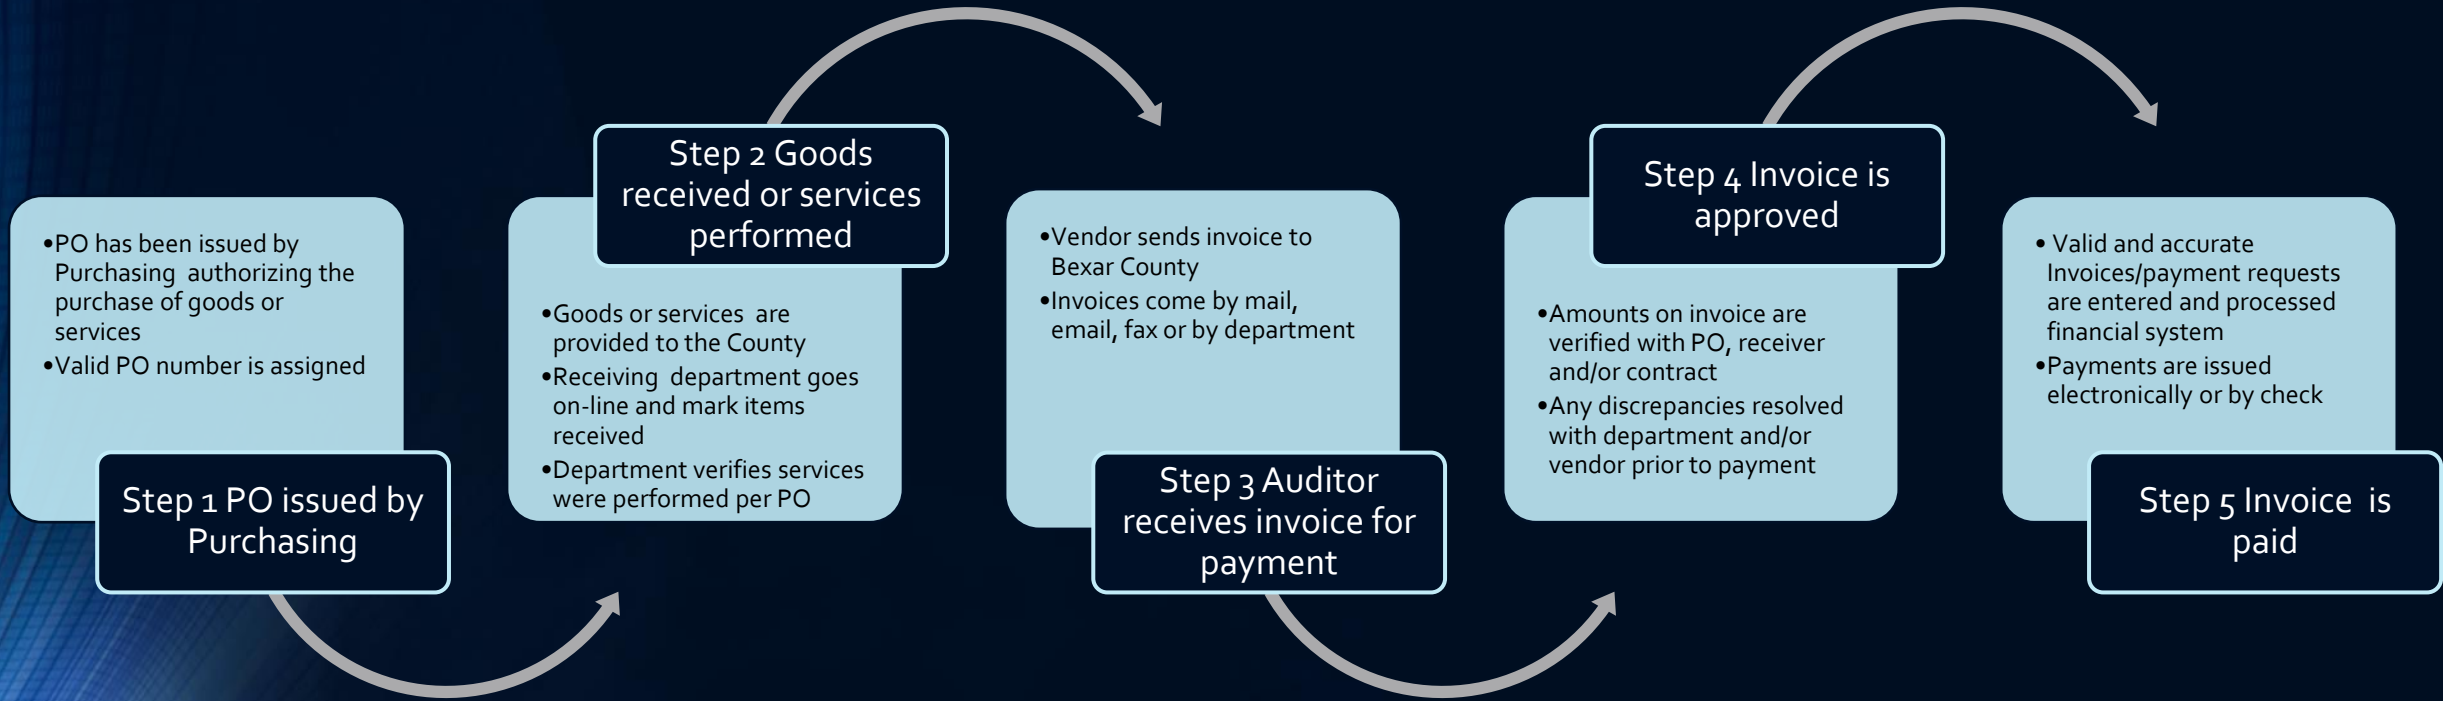 •PO has been issued by
Purchasing authorizing the
purchase of goods or
services
•Valid PO number is assigned
Step 1 PO issued by
Purchasing
Step 2 Goods
received or services
performed
•Goods or services are
provided to the County
•Receiving department goes
on-line and mark items
received
•Department verifies services
were performed per PO
•Vendor sends invoice to
Bexar County
•Invoices come by mail,
email, fax or by department
Step 3 Auditor
receives invoice for
payment
Step 4 Invoice is
approved
•Amounts on invoice are
verified with PO, receiver
and/or contract
•Any discrepancies resolved
with department and/or
vendor prior to payment
• Valid and accurate
Invoices/payment requests
are entered and processed
financial system
•Payments are issued
electronically or by check
Step 5 Invoice is
paid